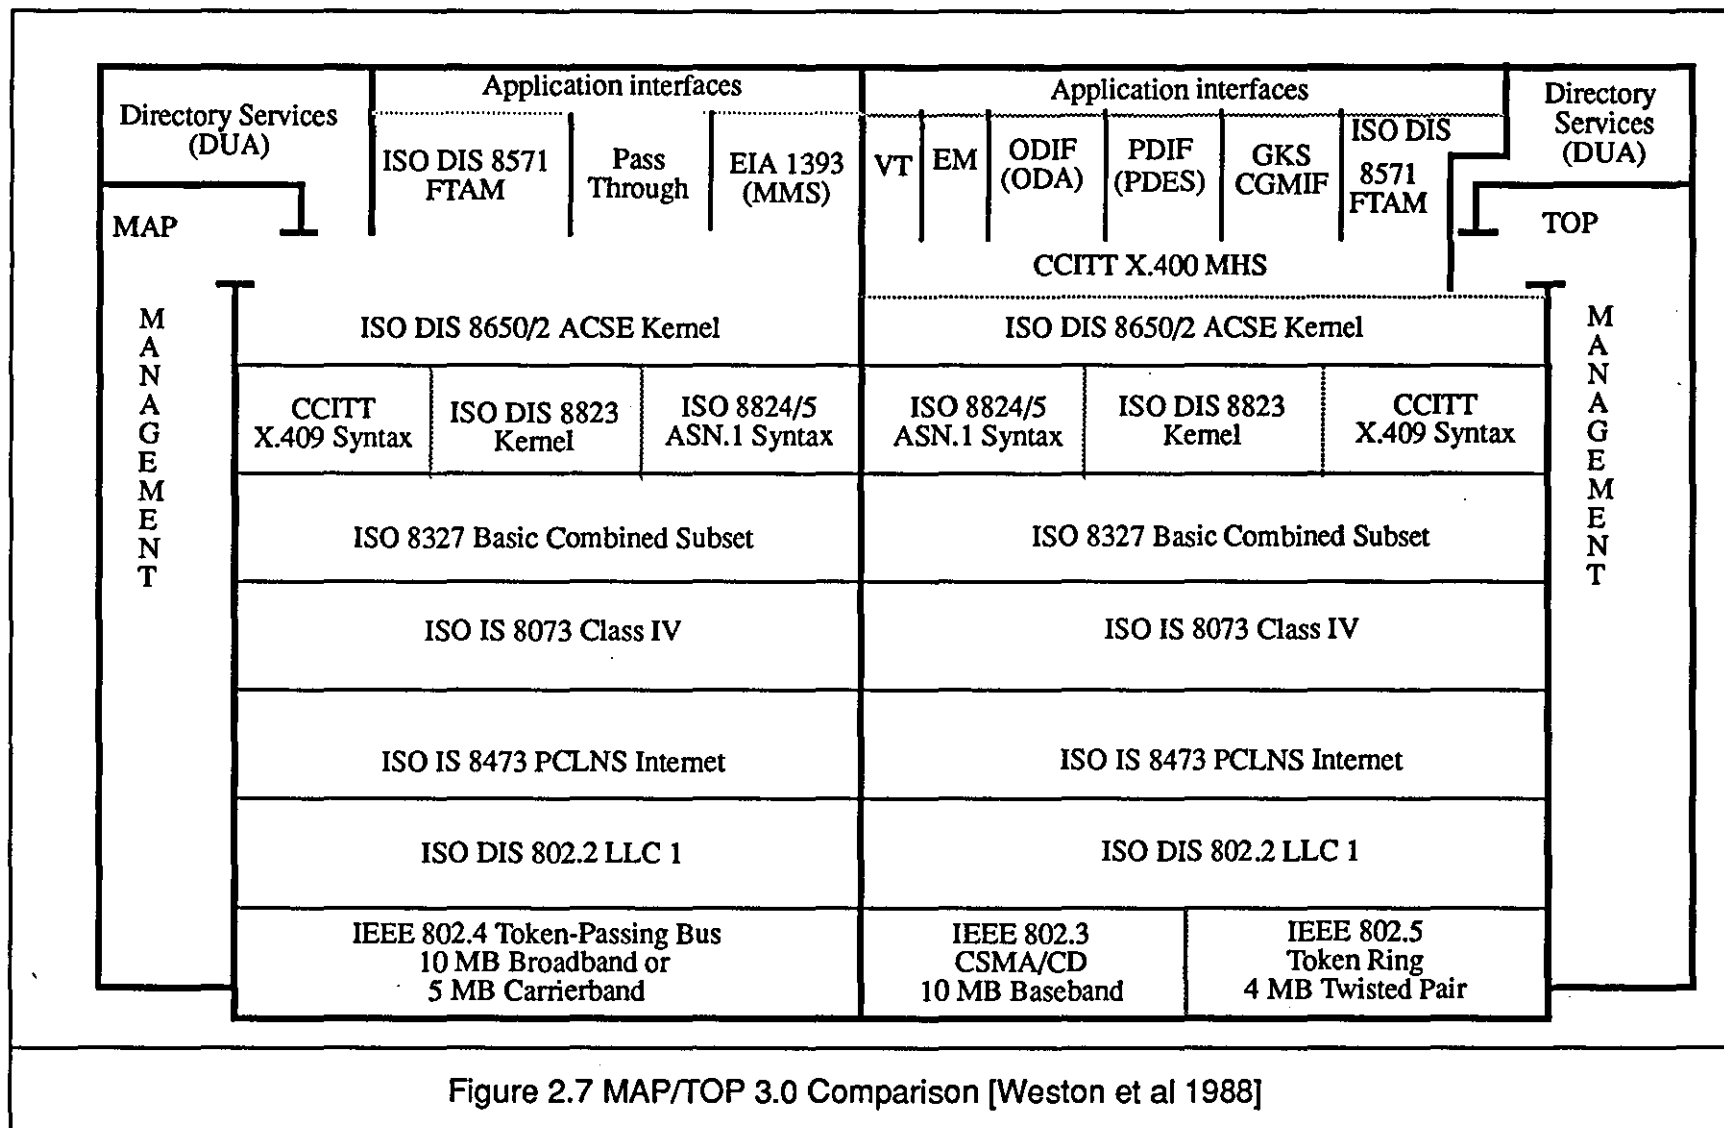 Directory Services
(DUA)
MAP
MANAGEMENT
Application interfaces
ISO DIS 8571
FTAM
Pass
Through
EIA 1393
(MMS)
ISO DIS 8650/2 ACSE Kernel
CCITT
X.409 Syntax
ISO DIS 8823
Kernel
ISO 8824/5
ASN.1 Syntax
ISO 8327 Basic Combined Subset
ISO IS 8073 Class IV
ISO IS 8473 PCLNS Internet
ISO DIS 802.2 LLC 1
IEEE 802.4 Token-Passing Bus
10 MB Broadband or
5 MB Carrierband
Application interfaces
VT
EM
ODIF
(ODA)
PDIF
(PDES)
GKS
CGMIF
ISO DIS
8571
FTAM
CCITT X.400 MHS
ISO DIS 8650/2 ACSE Kernel
ISO 8824/5
ASN.1 Syntax
ISO DIS 8823
Kernel
CCITT
X.409 Syntax
ISO 8327 Basic Combined Subset
ISO IS 8073 Class IV
ISO IS 8473 PCLNS Internet
ISO DIS 802.2 LLC 1
IEEE 802.3
CSMA/CD
10 MB Baseband
IEEE 802.5
Token Ring
4 MB Twisted Pair
Directory
Services
(DUA)
TOP
MANAGEMENT
Figure 2.7 MAP/TOP 3.0 Comparison [Weston et al 1988]